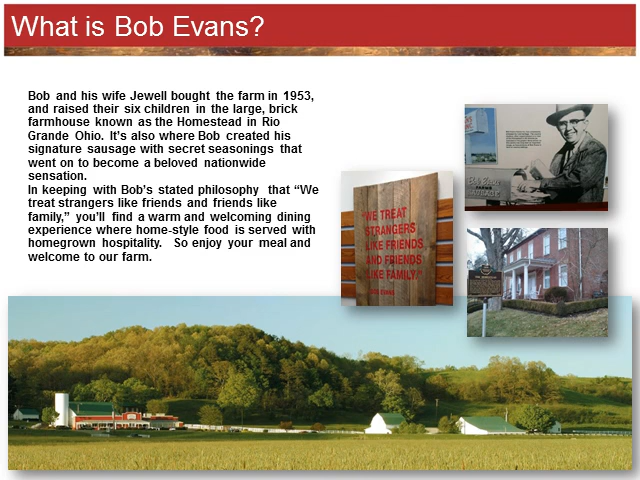 What is Bob Evans?
Bob and his wife Jewell bought the farm in 1953,
and raised their six children in the large, brick
farmhouse known as the Homestead in Rio
Grande Ohio. It’s also where Bob created his
signature sausage with secret seasonings that
went on to become a beloved nationwide
sensation.
In keeping with Bob’s stated philosophy that “We
treat strangers like friends and friends like
family,” you’ll find a warm and welcoming dining
experience where home-style food is served with
homegrown hospitality. So enjoy your meal and
welcome to our farm.
"WE TREAT
STRANGERS
LIKE FRIENDS
AND FRIENDS
LIKE FAMILY."
BOB EVANS
Bob Evans
FARMS
SAUSAGE